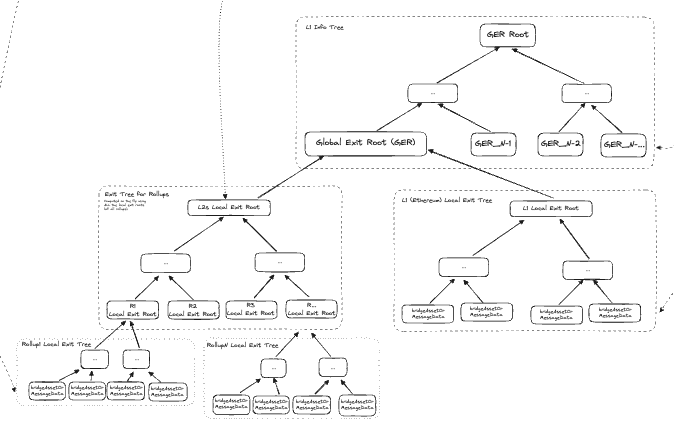 L1 Info Tree
GER Root
...
...
Global Exit Root (GER)
GER_N-1
GER_N-2
GER_N-...
Exit Tree for Rollups
L2s Local Exit Root
...
...
R1
Local Exit Root
R2
Local Exit Root
R3
Local Exit Root
R...
Local Exit Root
L1 (Ethereum) Local Exit Tree
L1 Local Exit Root
...
...
bridgeAssetOr
MessageData
bridgeAssetOr
MessageData
bridgeAssetOr
MessageData
bridgeAssetOr
MessageData
Rollup1 Local Exit Tree
...
...
bridgeAssetOr
MessageData
bridgeAssetOr
MessageData
bridgeAssetOr
MessageData
bridgeAssetOr
MessageData
RollupN Local Exit Tree
...
...
bridgeAssetOr
MessageData
bridgeAssetOr
MessageData
bridgeAssetOr
MessageData
bridgeAssetOr
MessageData